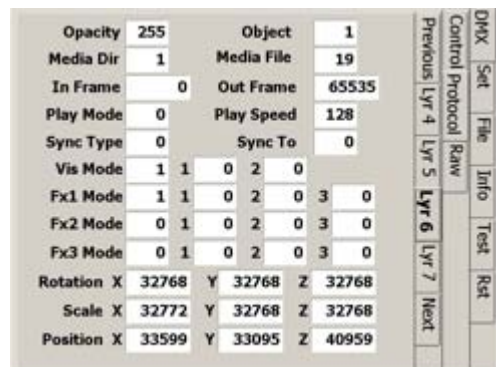 Opacity 255 Object 1
Media Dir 1 Media File 19
In Frame 0 Out Frame 65535
Play Mode 0 Play Speed 128
Sync Type 0 Sync To 0
Vis Mode 1 1 0 2 0
Fx1 Mode 1 1 0 2 0 3 0
Fx2 Mode 0 1 0 2 0 3 0
Fx3 Mode 0 1 0 2 0 3 0
Rotation X 32768 Y 32768 Z 32768
Scale X 32772 Y 32768 Z 32768
Position X 33599 Y 33095 Z 40959
Previous Lyr 4 Lyr 5 Lyr 6 Lyr 7 Next
Control Protocol Raw
DMX Set File Info Test Rst